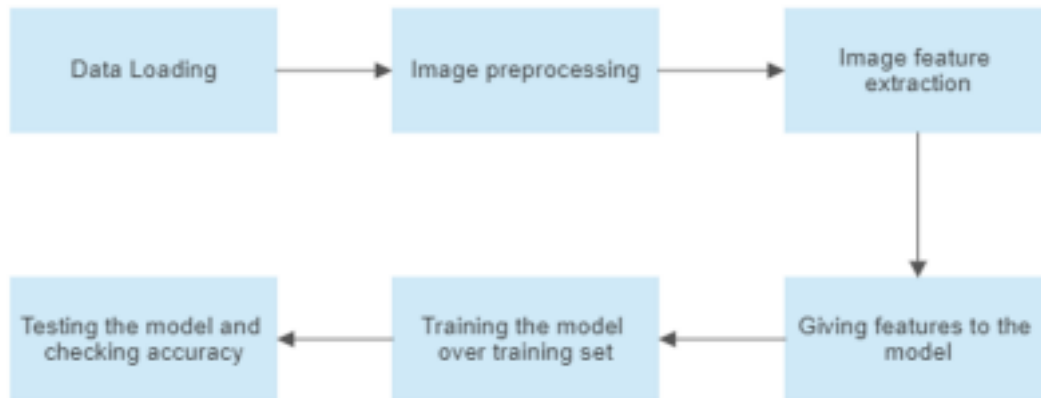 Data Loading
Image preprocessing
Image feature
extraction
Giving features to the
model
Training the model
over training set
Testing the model and
checking accuracy